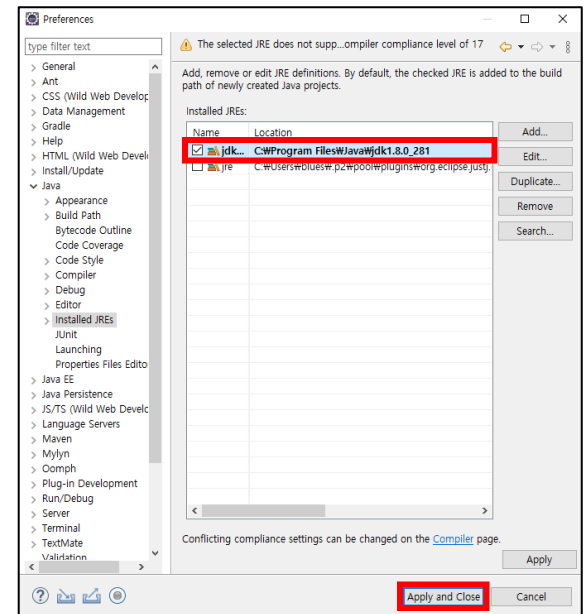 Preferences
type filter text
The selected JRE does not supp...ompiler compliance level of 17
General
Ant
CSS (Wild Web Develop
Data Management
Gradle
Help
HTML (Wild Web Develo
Install/Update
Java
Appearance
Build Path
Bytecode Outline
Code Coverage
Code Style
Compiler
Debug
Editor
Installed JREs
JUnit
Launching
Properties Files Edito
Java EE
Java Persistence
JS/TS (Wild Web Develc
Language Servers
Maven
Mylyn
Oomph
Plug-in Development
Run/Debug
Server
Terminal
TextMate
Validation
Add, remove or edit JRE definitions. By default, the checked JRE is added to the build
path of newly created Java projects.
Installed JREs:
Name Location
jdk... C:₩Program Files₩Java₩jdk1.8.0_281
jre C:₩Users₩blues₩.p2₩pool₩plugins₩org.eclipse.justj.
Add...
Edit...
Duplicate...
Remove
Search...
Conflicting compliance settings can be changed on the Compiler page.
Apply
Apply and Close Cancel